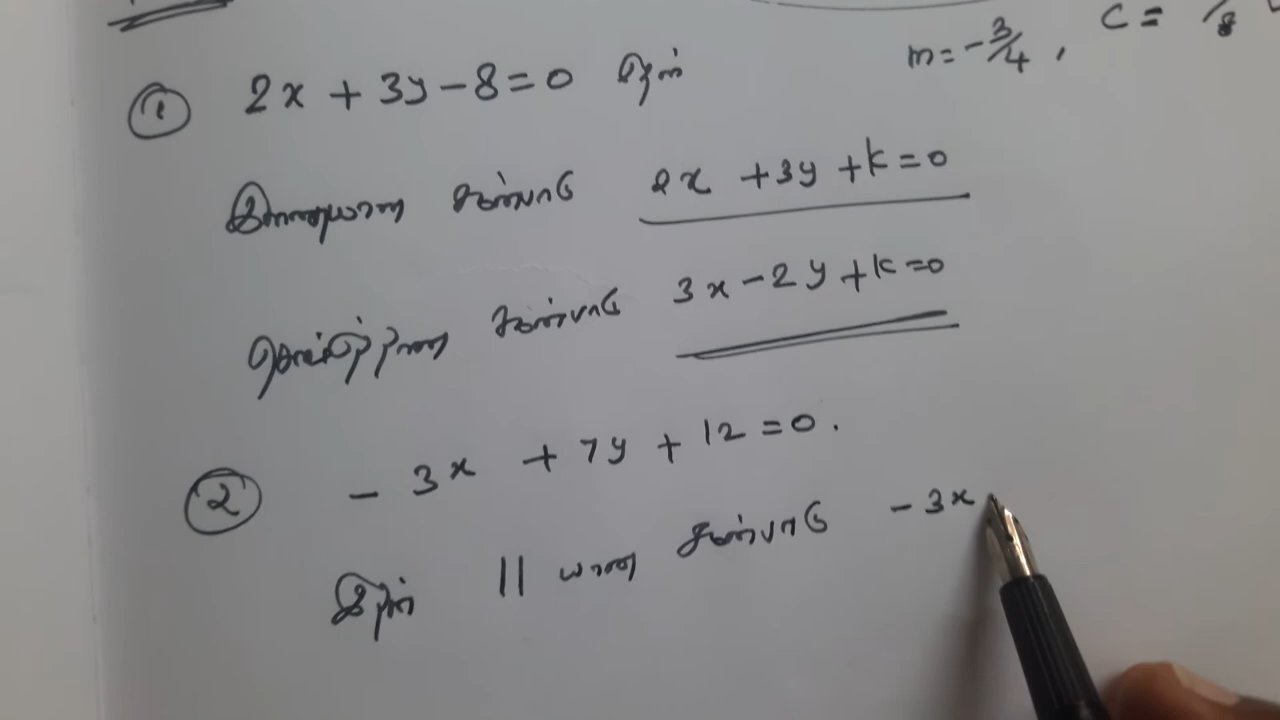 m = -3/4 , C = /8
① 2x + 3y - 8 = 0 இன்
இணையான சமன்பாடு 2x + 3y + k = 0
செங்குத்தான சமன்பாடு 3x - 2y + k = 0
② - 3x + 7y + 12 = 0 .
இதன் || யான சமன்பாடு - 3x